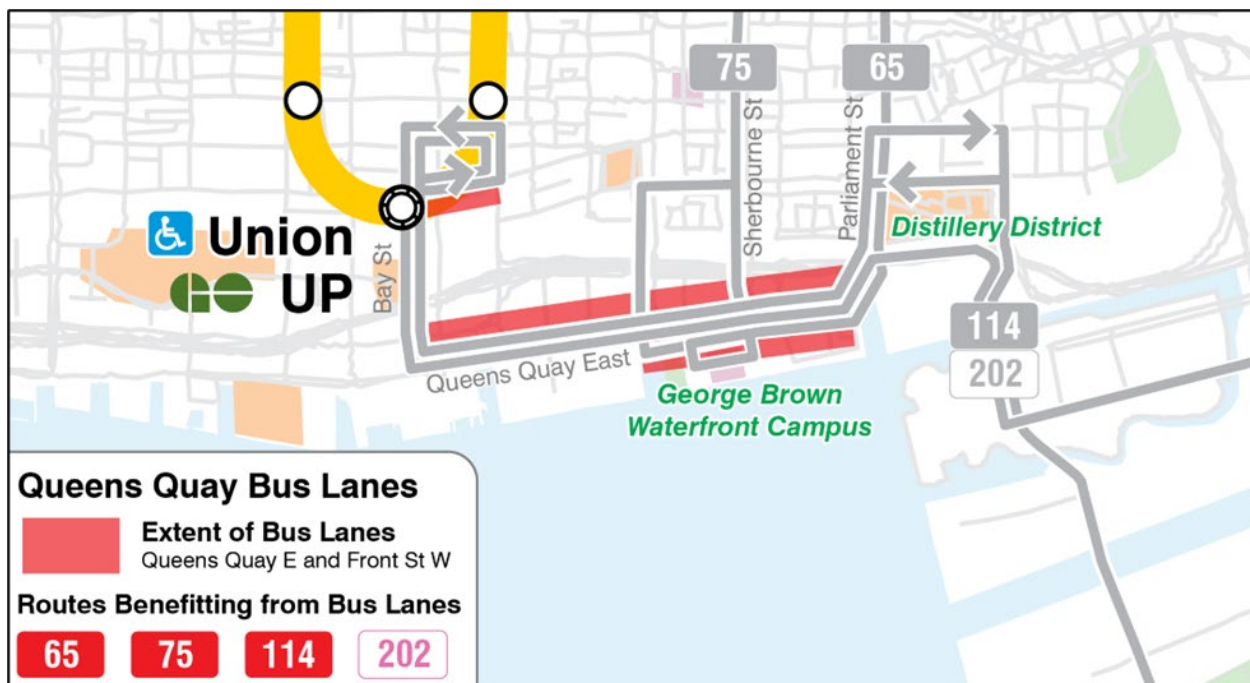 75
65
Sherbourne St
Parliament St
Distillery District
Union
GO UP
Bay St
114
202
Queens Quay East
George Brown
Waterfront Campus
Queens Quay Bus Lanes
Extent of Bus Lanes
Queens Quay E and Front St W
Routes Benefitting from Bus Lanes
65 75 114 202